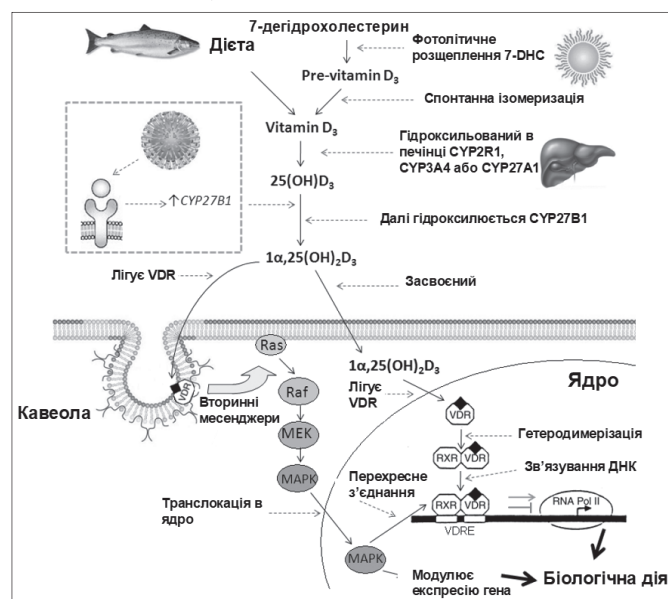 7-дегідрохолестерин
Дієта
Фотолітичне
розщеплення 7-DHC
Pre-vitamin D₃
Спонтанна ізомеризація
Vitamin D₃
Гідроксильований в
печінці CYP2R1,
CYP3A4 або CYP27A1
25(OH)D₃
↑CYP27B1
Далі гідроксилюється CYP27B1
1α,25(OH)₂D₃
Лігує VDR
Засвоєний
Ras
1α,25(OH)₂D₃
Ядро
Лігує
VDR
VDR
Raf
VDR
Кавеола
Вторинні
месенджери
Гетеродимерізація
MEK
RXR
VDR
Зв'язування ДНК
MAPK
Перехресне
з'єднання
Транслокація в
ядро
RXR
VDR
RNA Pol II
VDRE
MAPK
Модулює
експресію гена
Біологічна дія